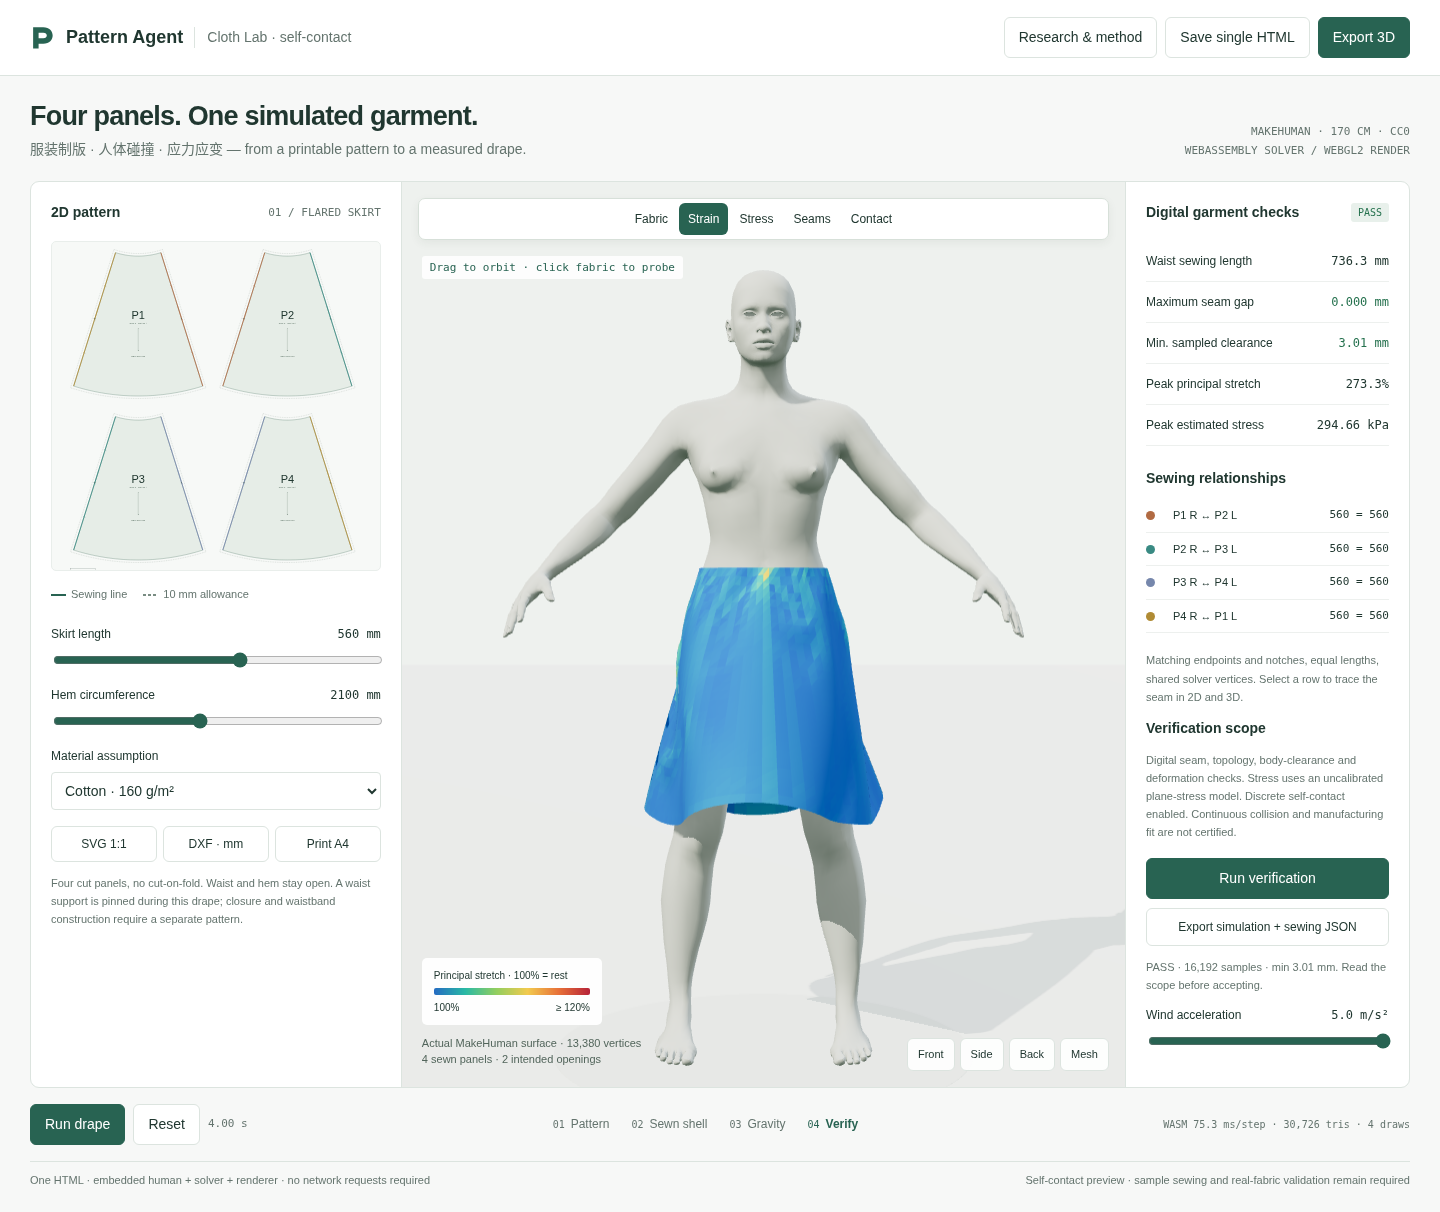 Pattern Agent
Cloth Lab · self-contact
Research & method
Save single HTML
Export 3D
Four panels. One simulated garment.
服装制版 · 人体碰撞 · 应力应变 — from a printable pattern to a measured drape.
MAKEHUMAN · 170 CM · CC0
WEBASSEMBLY SOLVER / WEBGL2 RENDER
2D pattern
01 / FLARED SKIRT
P1
P2
P3
P4
Sewing line
10 mm allowance
Skirt length
560 mm
Hem circumference
2100 mm
Material assumption
Cotton · 160 g/m²
SVG 1:1
DXF · mm
Print A4
Four cut panels, no cut-on-fold. Waist and hem stay open. A waist
support is pinned during this drape; closure and waistband
construction require a separate pattern.
Fabric
Strain
Stress
Seams
Contact
Drag to orbit · click fabric to probe
Principal stretch · 100% = rest
100%
≥ 120%
Actual MakeHuman surface · 13,380 vertices
4 sewn panels · 2 intended openings
Front
Side
Back
Mesh
Digital garment checks
PASS
Waist sewing length
736.3 mm
Maximum seam gap
0.000 mm
Min. sampled clearance
3.01 mm
Peak principal stretch
273.3%
Peak estimated stress
294.66 kPa
Sewing relationships
P1 R ↔ P2 L
560 = 560
P2 R ↔ P3 L
560 = 560
P3 R ↔ P4 L
560 = 560
P4 R ↔ P1 L
560 = 560
Matching endpoints and notches, equal lengths,
shared solver vertices. Select a row to trace the
seam in 2D and 3D.
Verification scope
Digital seam, topology, body-clearance and
deformation checks. Stress uses an uncalibrated
plane-stress model. Discrete self-contact
enabled. Continuous collision and manufacturing
fit are not certified.
Run verification
Export simulation + sewing JSON
PASS · 16,192 samples · min 3.01 mm. Read the
scope before accepting.
Wind acceleration
5.0 m/s²
Run drape
Reset
4.00 s
01 Pattern
02 Sewn shell
03 Gravity
04 Verify
WASM 75.3 ms/step · 30,726 tris · 4 draws
One HTML · embedded human + solver + renderer · no network requests required
Self-contact preview · sample sewing and real-fabric validation remain required